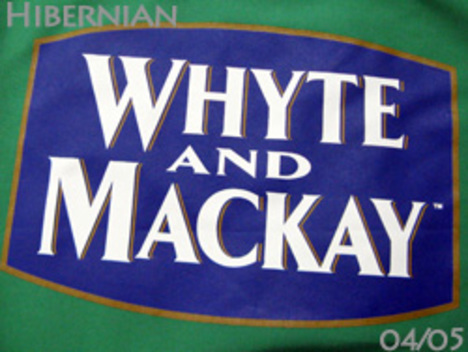 HIBERNIAN
WHYTE
AND
MACKAY™
04/05